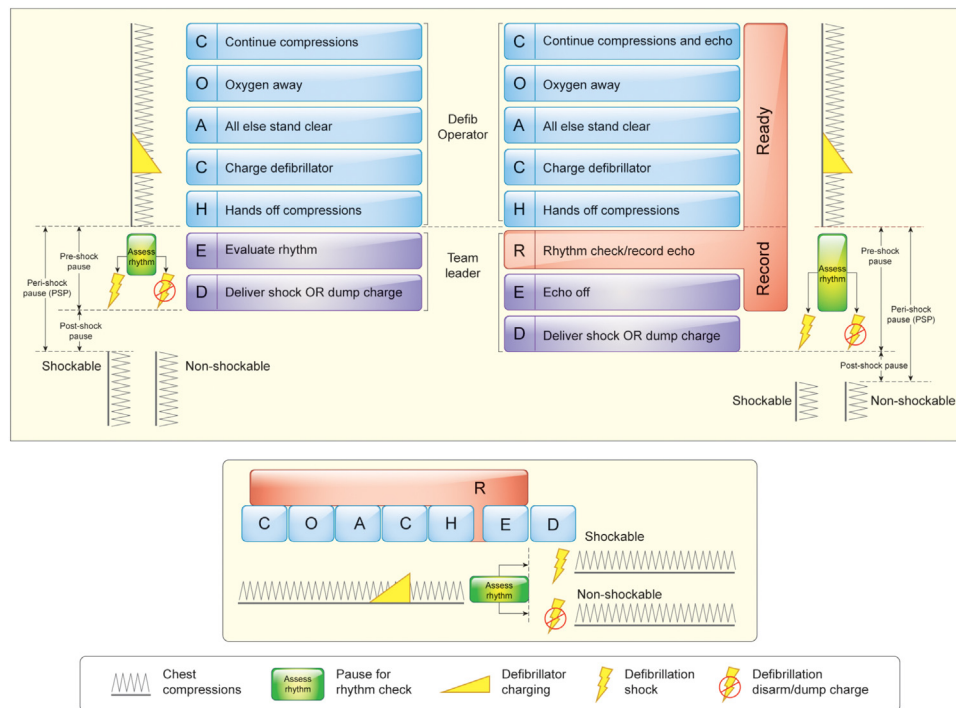 C Continue compressions
O Oxygen away
A All else stand clear
C Charge defibrillator
H Hands off compressions
E Evaluate rhythm
D Deliver shock OR dump charge
Defib
Operator
Team
leader
Pre-shock
pause
Peri-shock
pause (PSP)
Post-shock
pause
Assess
rhythm
Shockable
Non-shockable
C Continue compressions and echo
O Oxygen away
A All else stand clear
C Charge defibrillator
H Hands off compressions
R Rhythm check/record echo
E Echo off
D Deliver shock OR dump charge
Ready
Record
Assess
rhythm
Pre-shock
pause
Peri-shock
pause (PSP)
Post-shock pause
Shockable
Non-shockable
R
C O A C H E D
Shockable
Assess
rhythm
Non-shockable
Chest
compressions
Assess
rhythm
Pause for
rhythm check
Defibrillator
charging
Defibrillation
shock
Defibrillation
disarm/dump charge